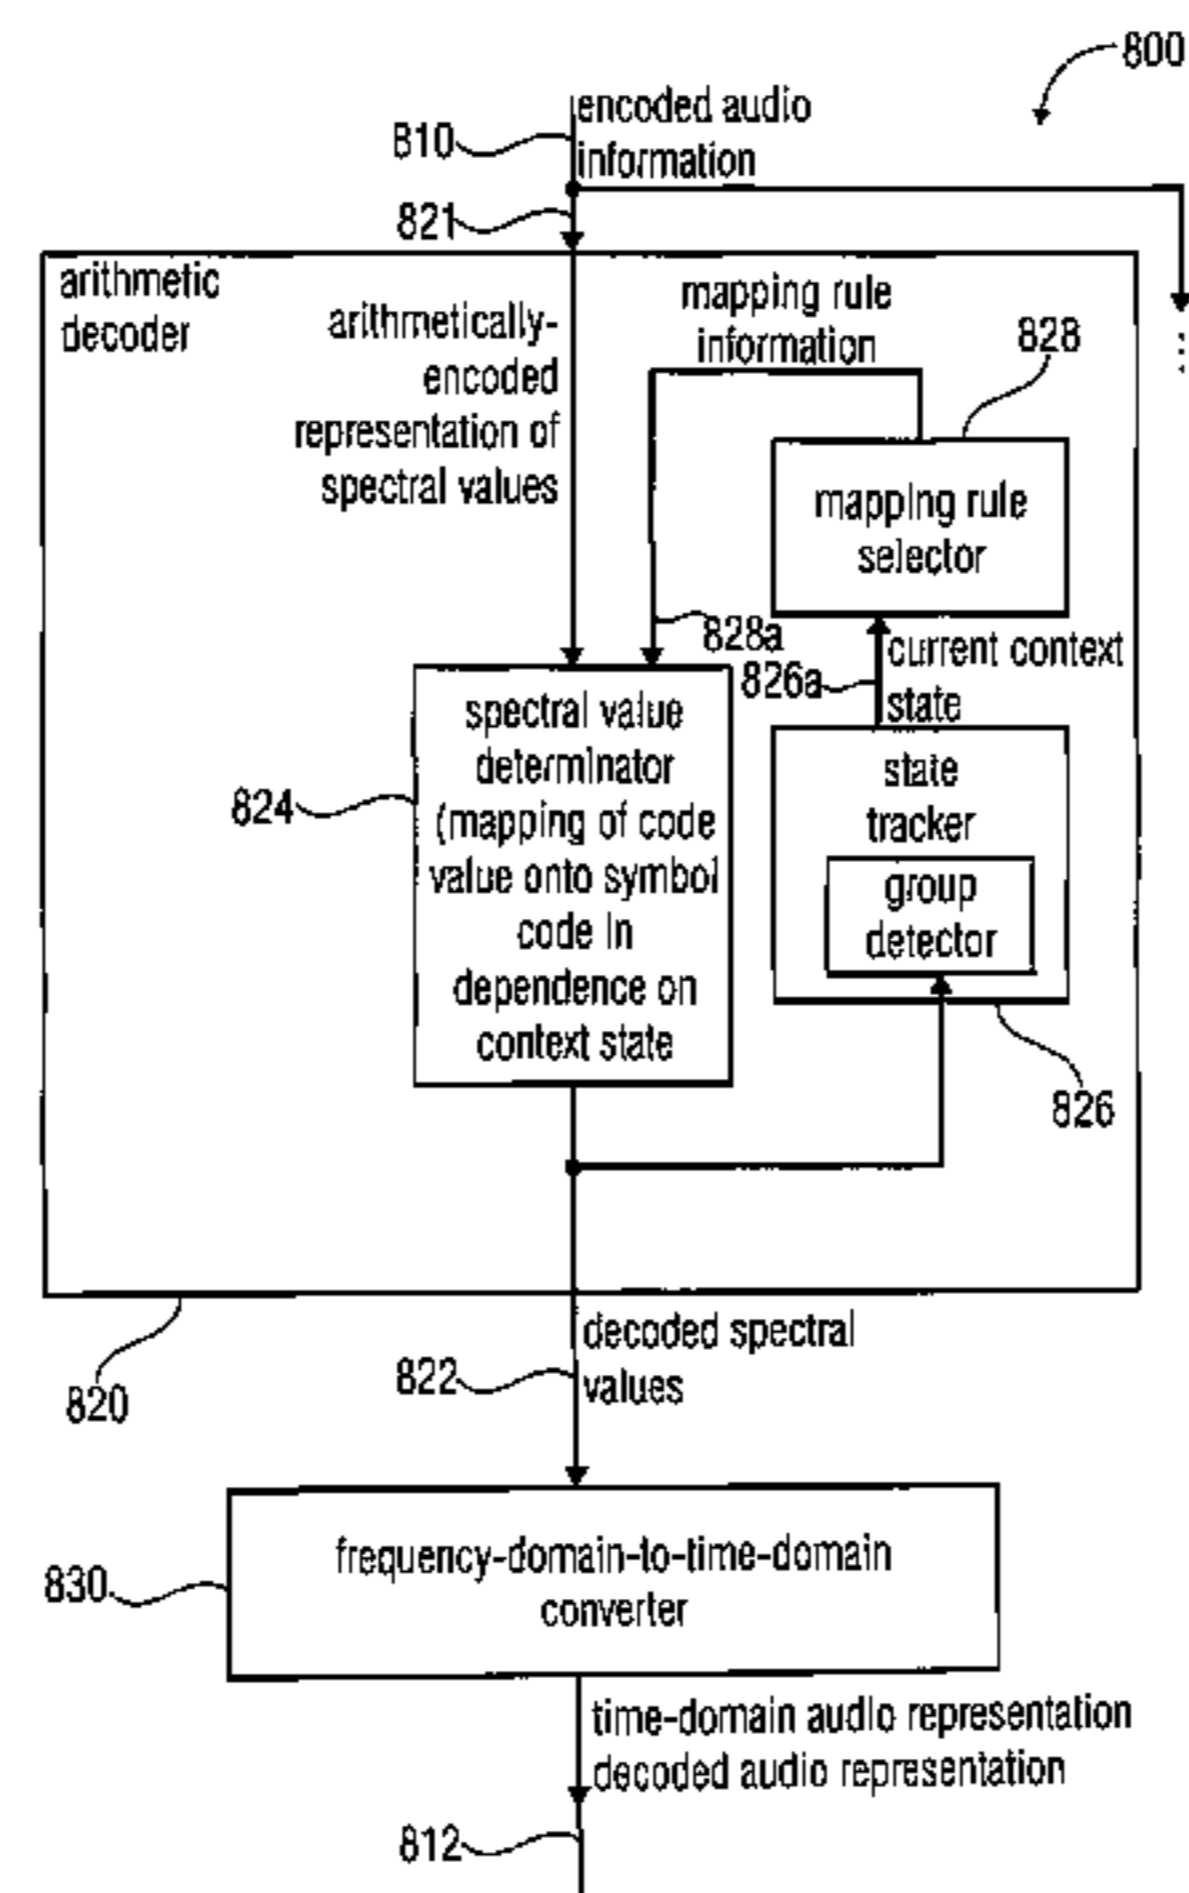 800
encoded audio
information
810
821
arithmetic
decoder
arithmetically-
encoded
representation of
spectral values
mapping rule
information
828
mapping rule
selector
828a
826a
current context
state
spectral value
determinator
(mapping of code
value onto symbol
code in
dependence on
context state
824
state
tracker
group
detector
826
decoded spectral
values
822
820
frequency-domain-to-time-domain
converter
830
time-domain audio representation
decoded audio representation
812